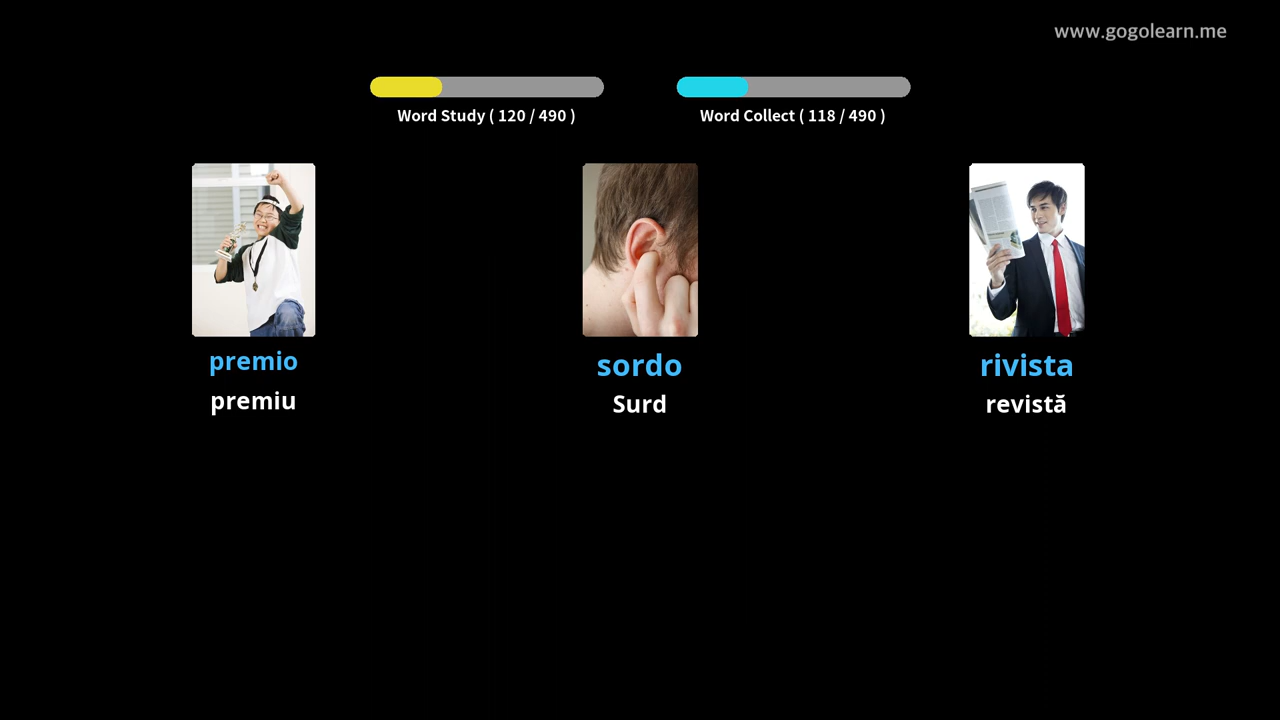 www.gogolearn.me
Word Study ( 120 / 490 )
Word Collect ( 118 / 490 )
premio
premiu
sordo
Surd
rivista
revistă